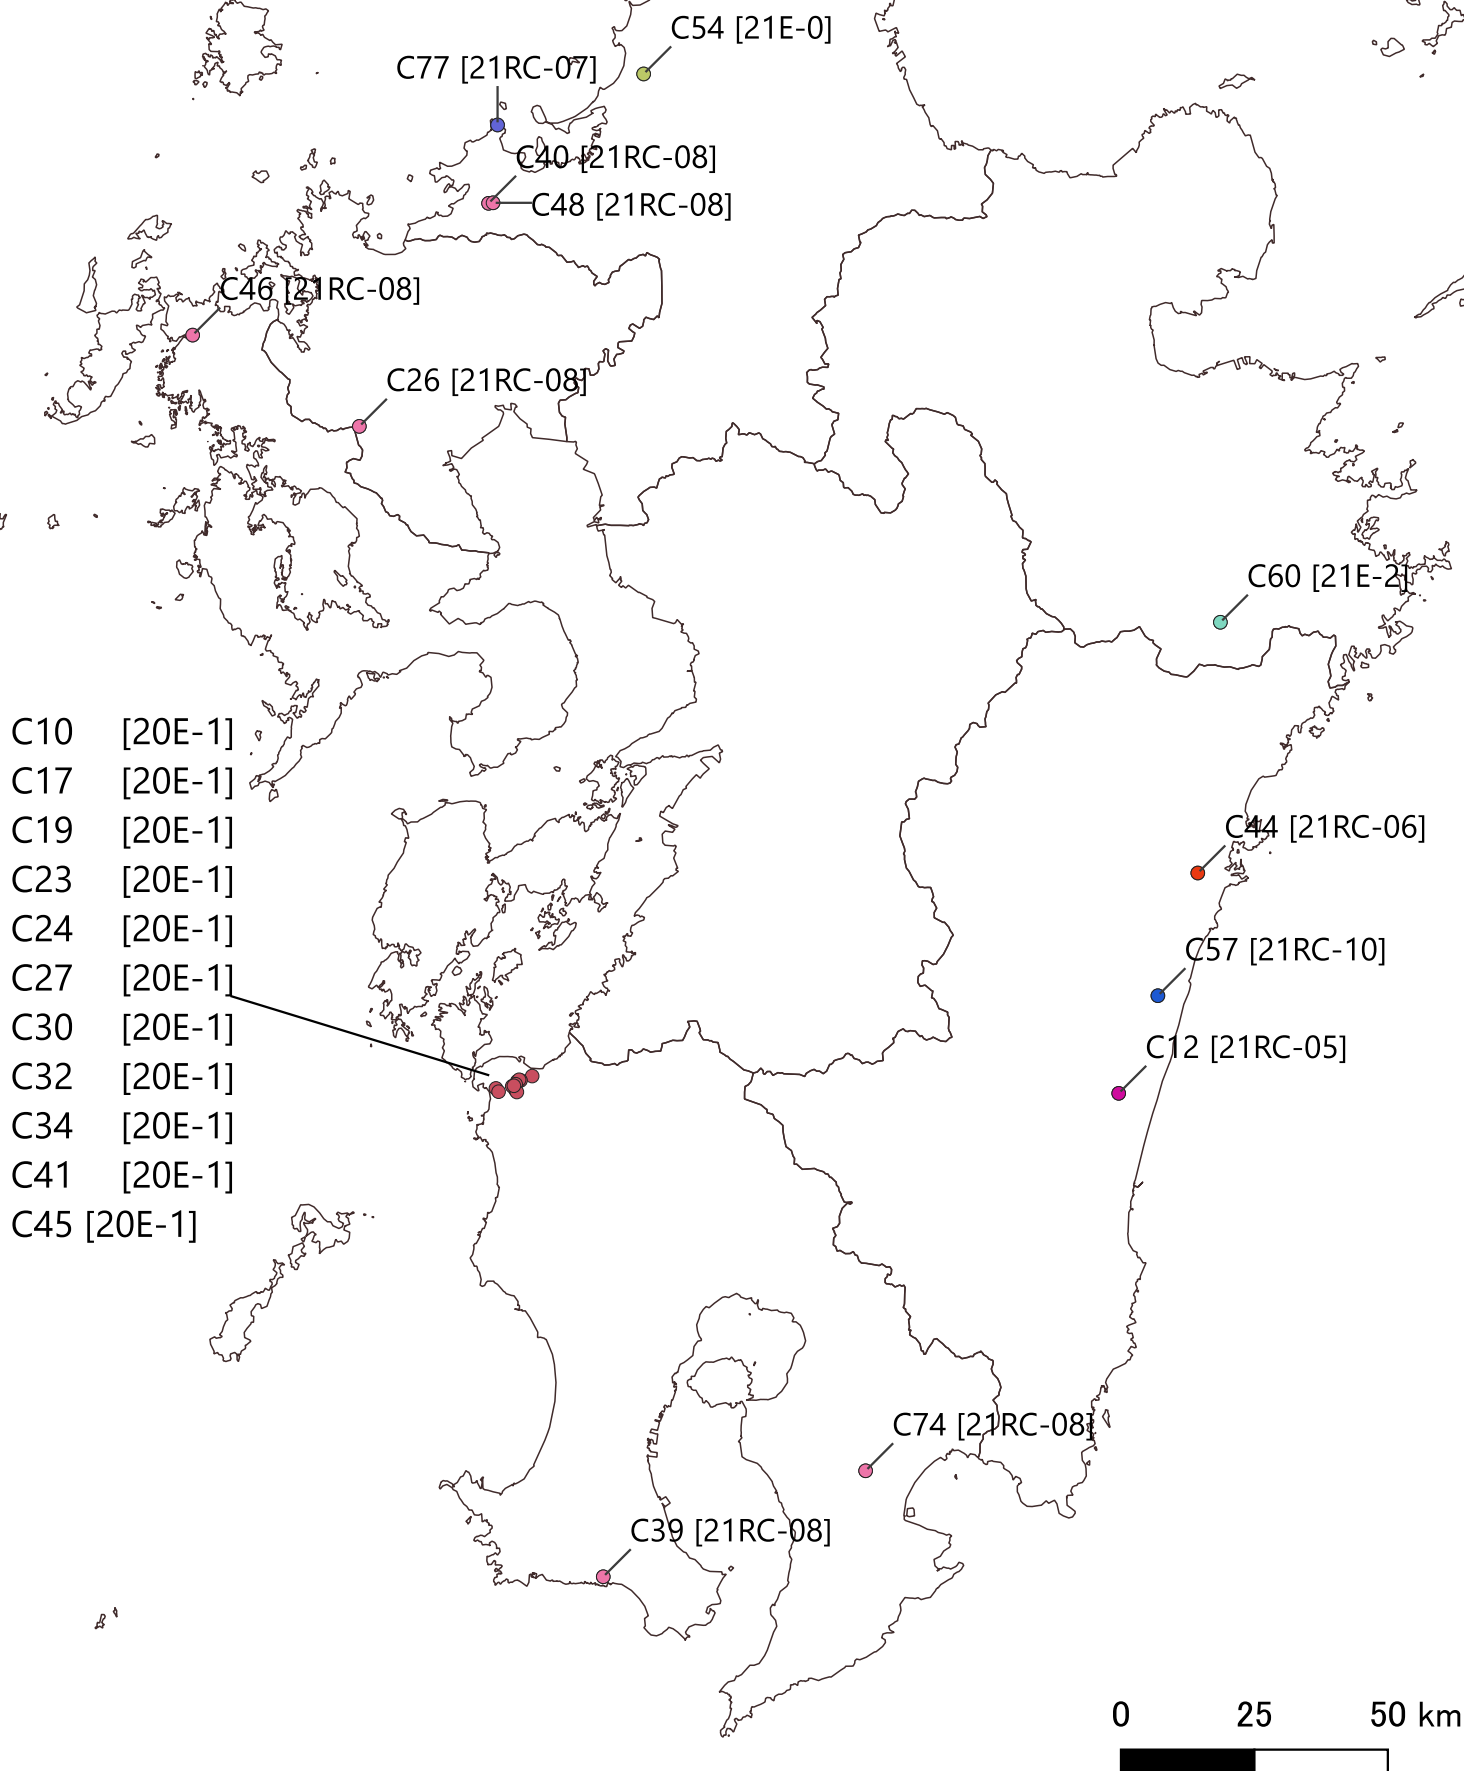 C54 [21E-0]
C77 [21RC-07]
C40 [21RC-08]
C48 [21RC-08]
C46 [21RC-08]
C26 [21RC-08]
C60 [21E-2]
C10 [20E-1]
C17 [20E-1]
C19 [20E-1]
C23 [20E-1]
C24 [20E-1]
C27 [20E-1]
C30 [20E-1]
C32 [20E-1]
C34 [20E-1]
C41 [20E-1]
C45 [20E-1]
C44 [21RC-06]
C57 [21RC-10]
C12 [21RC-05]
C74 [21RC-08]
C39 [21RC-08]
0 25 50 km